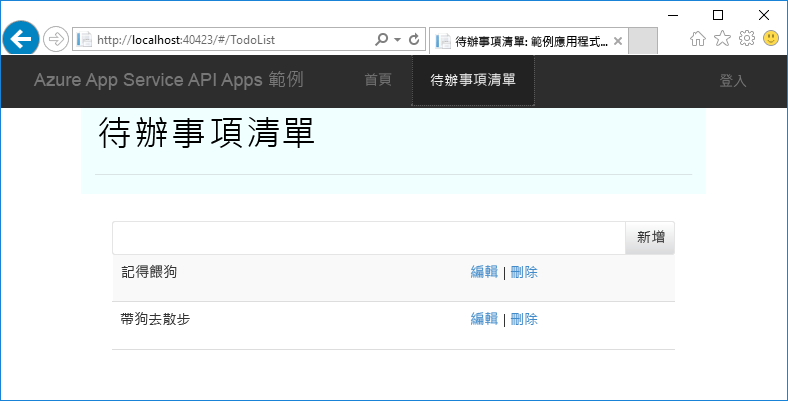 http://localhost:40423/#/TodoList
待辦事項清單: 範例應用程式...
Azure App Service API Apps 範例 首頁 待辦事項清單 登入
待辦事項清單
新增
記得餵狗 編輯 | 刪除
帶狗去散步 編輯 | 刪除